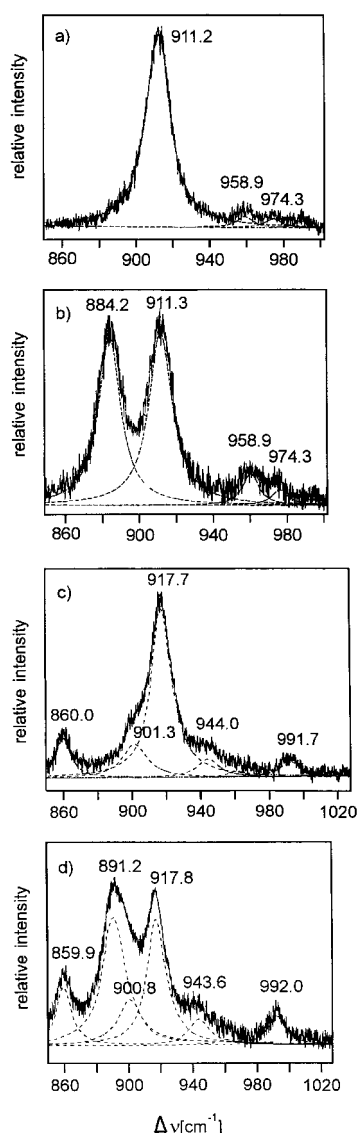 a)
911.2
958.9
974.3
relative intensity
860 900 940 980
b)
884.2
911.3
958.9
974.3
relative intensity
860 900 940 980
c)
917.7
860.0
901.3
944.0
991.7
relative intensity
860 900 940 980 1020
d)
891.2
917.8
859.9
900.8
943.6
992.0
relative intensity
860 900 940 980 1020
Δ ν[cm⁻¹]